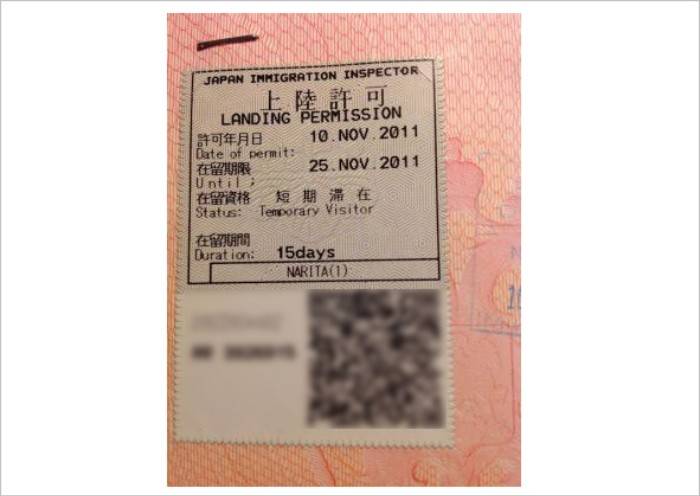 JAPAN IMMIGRATION INSPECTOR
上陸許可
LANDING PERMISSION
許可年月日 10.NOV.2011
Date of permit:
在留期限 25.NOV.2011
Until :
在留資格 短期滞在
Status: Temporary Visitor
在留期間
Duration: 15days
NARITA(1)